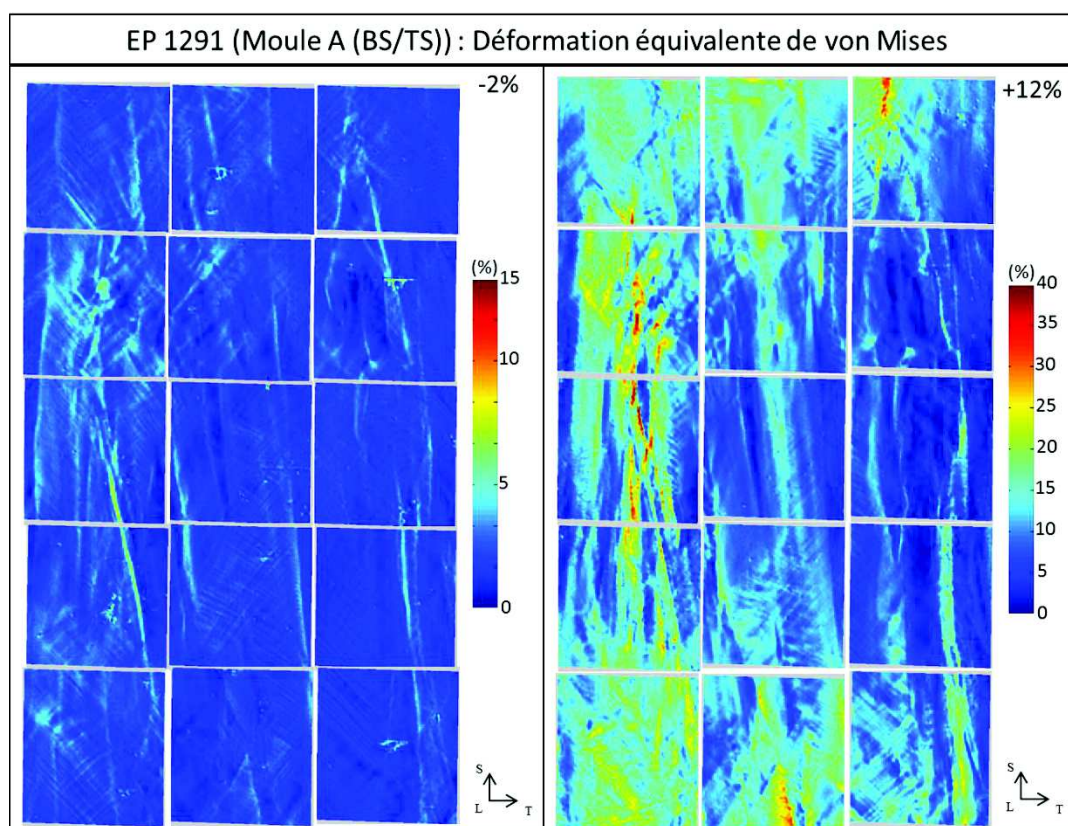 EP 1291 (Moule A (BS/TS)) : Déformation équivalente de von Mises
-2%
(%)
15
10
5
0
S
L
T
+12%
(%)
40
35
30
25
20
15
10
5
0
S
L
T